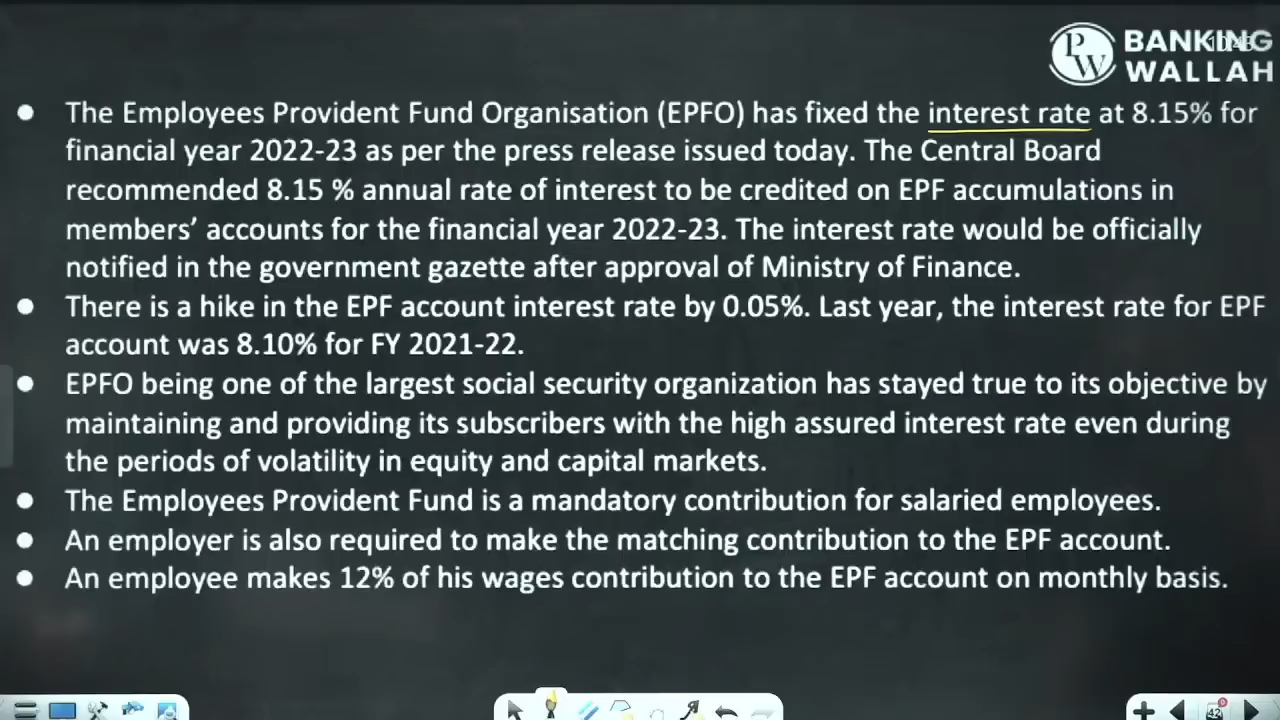 PW BANKING
WALLAH
● The Employees Provident Fund Organisation (EPFO) has fixed the interest rate at 8.15% for
financial year 2022-23 as per the press release issued today. The Central Board
recommended 8.15 % annual rate of interest to be credited on EPF accumulations in
members’ accounts for the financial year 2022-23. The interest rate would be officially
notified in the government gazette after approval of Ministry of Finance.
● There is a hike in the EPF account interest rate by 0.05%. Last year, the interest rate for EPF
account was 8.10% for FY 2021-22.
● EPFO being one of the largest social security organization has stayed true to its objective by
maintaining and providing its subscribers with the high assured interest rate even during
the periods of volatility in equity and capital markets.
● The Employees Provident Fund is a mandatory contribution for salaried employees.
● An employer is also required to make the matching contribution to the EPF account.
● An employee makes 12% of his wages contribution to the EPF account on monthly basis.
42